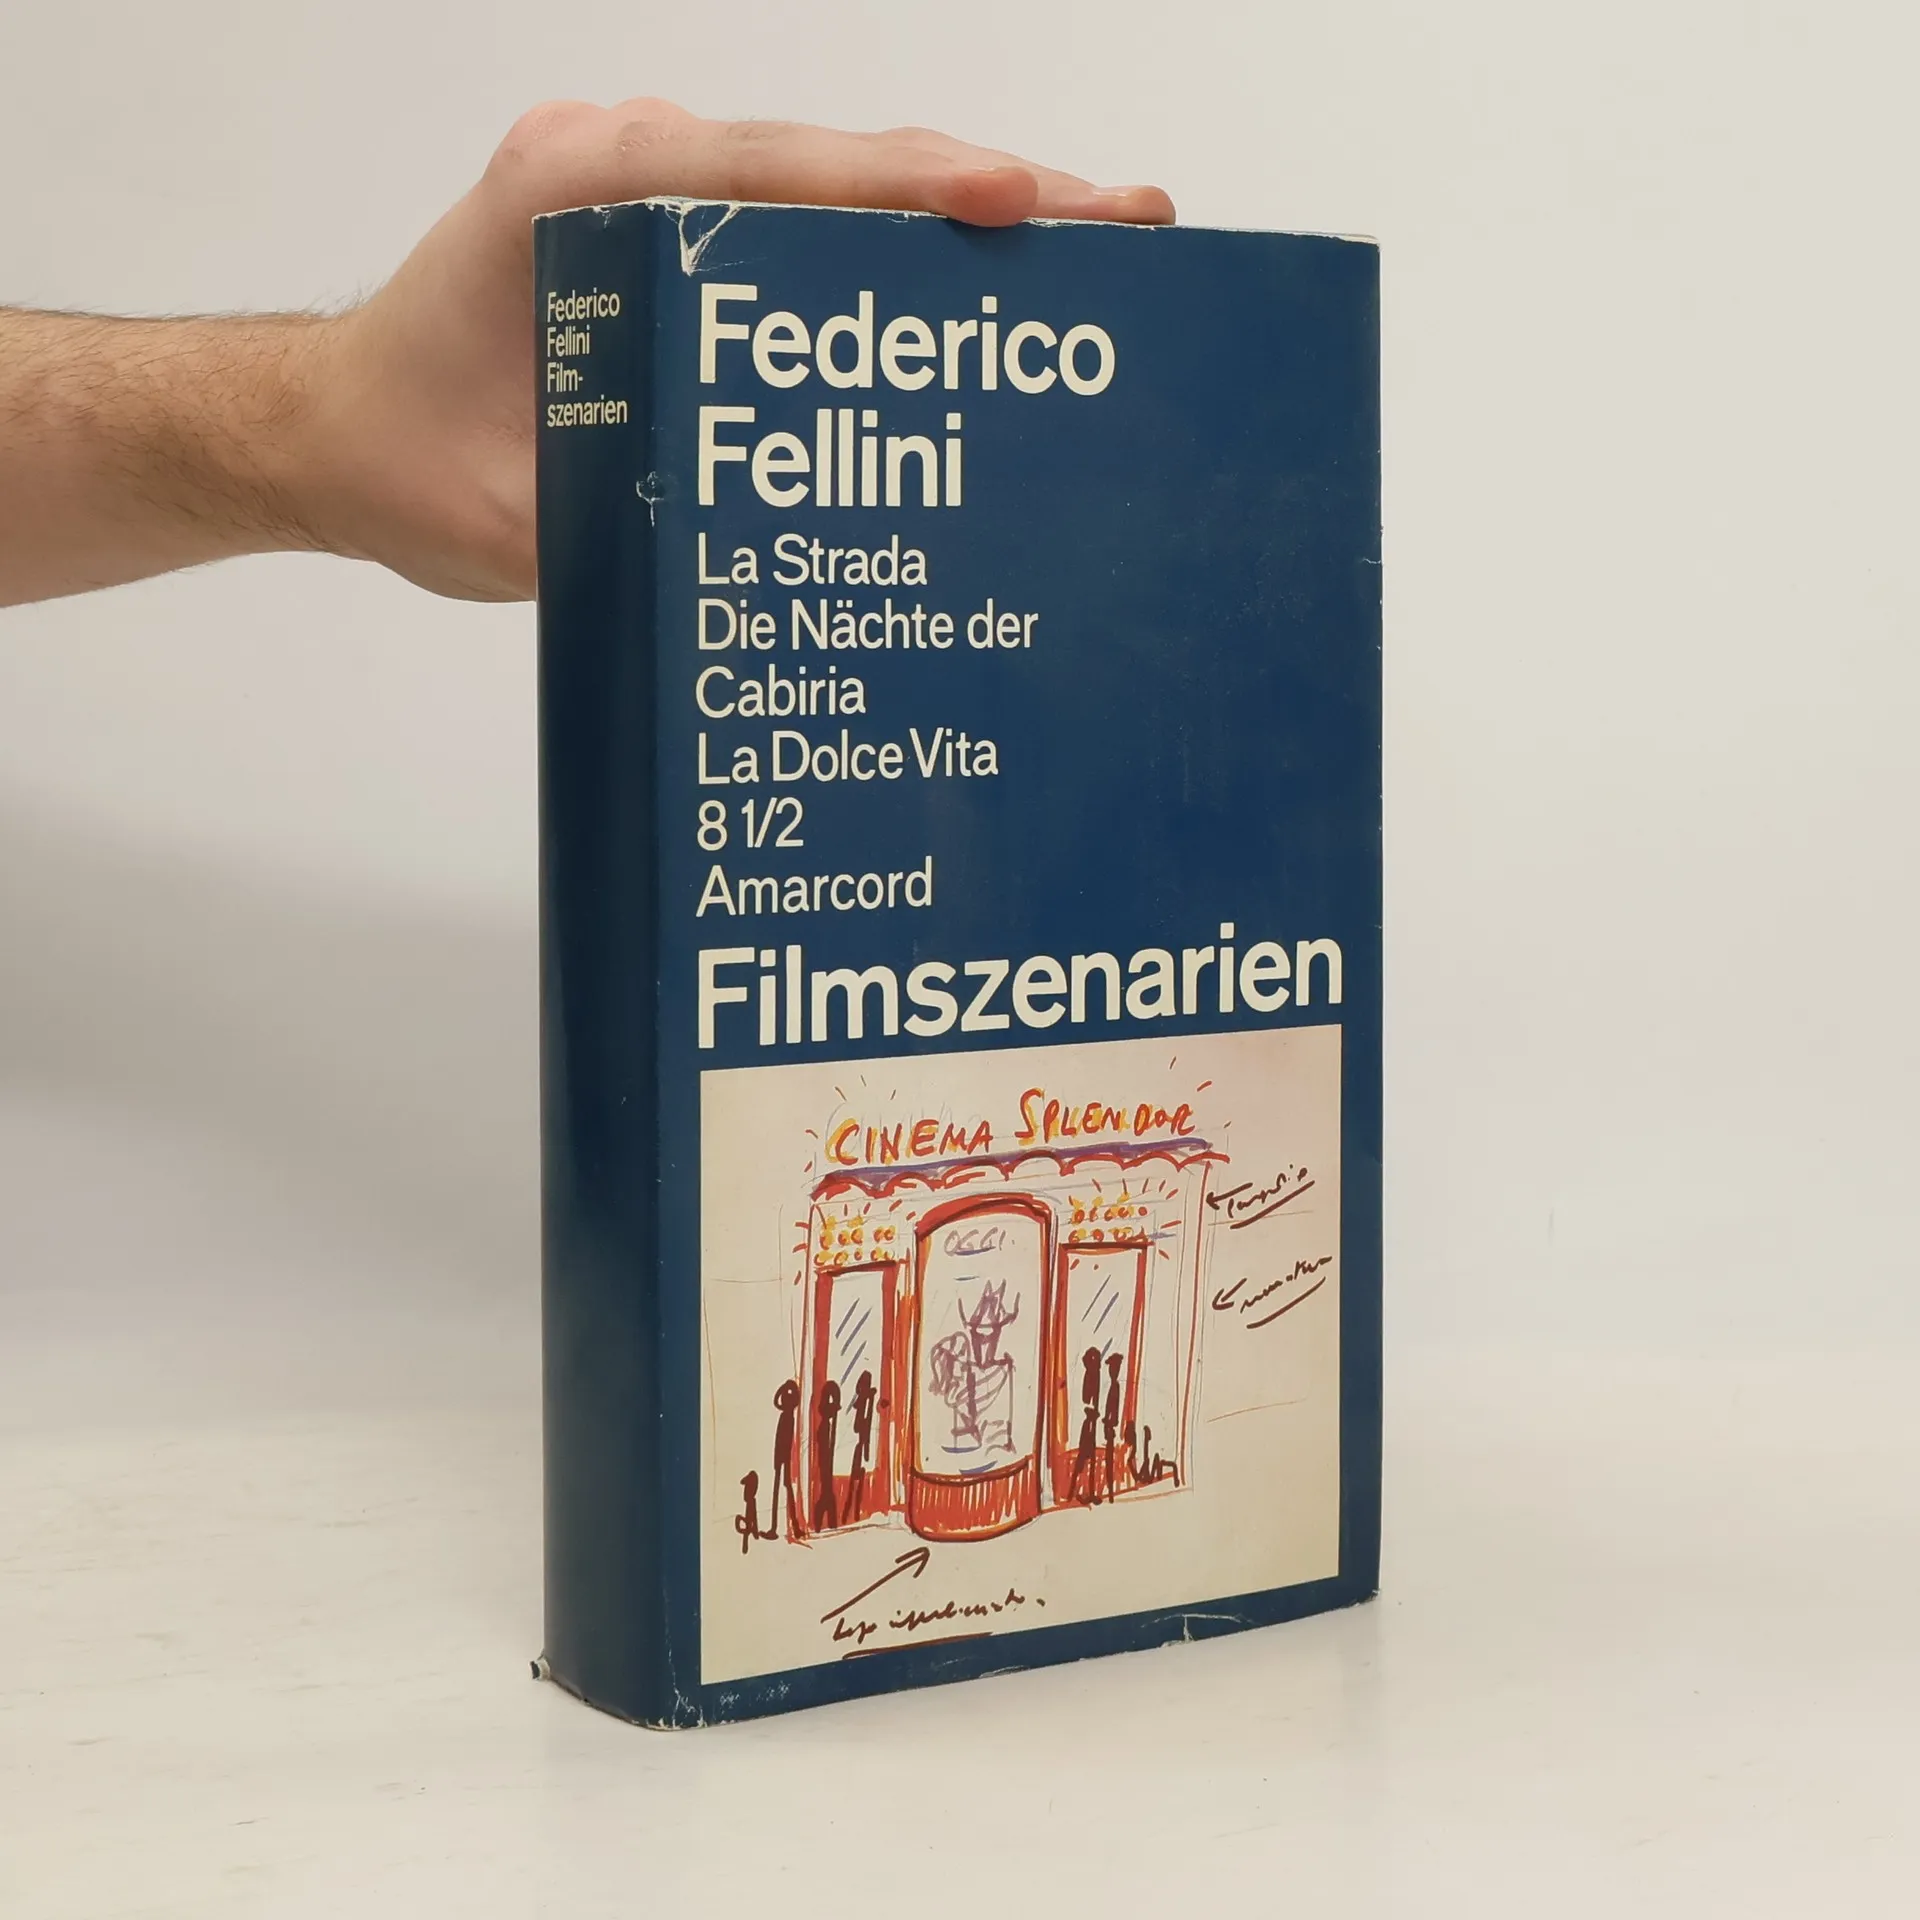 Federico
Fellini
Film-
szenarien
Federico
Fellini
La Strada
Die Nächte der
Cabiria
La Dolce Vita
8 1/2
Amarcord
Filmszenarien
CINEMA SPLENDOR
OGGI